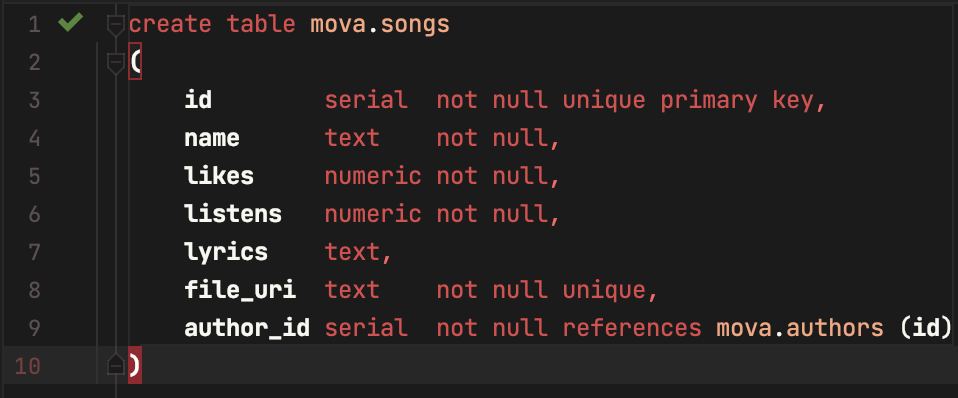 1 create table mova.songs
2 (
3     id        serial  not null unique primary key,
4     name      text    not null,
5     likes     numeric not null,
6     listens   numeric not null,
7     lyrics    text,
8     file_uri  text    not null unique,
9     author_id serial  not null references mova.authors (id)
10 )